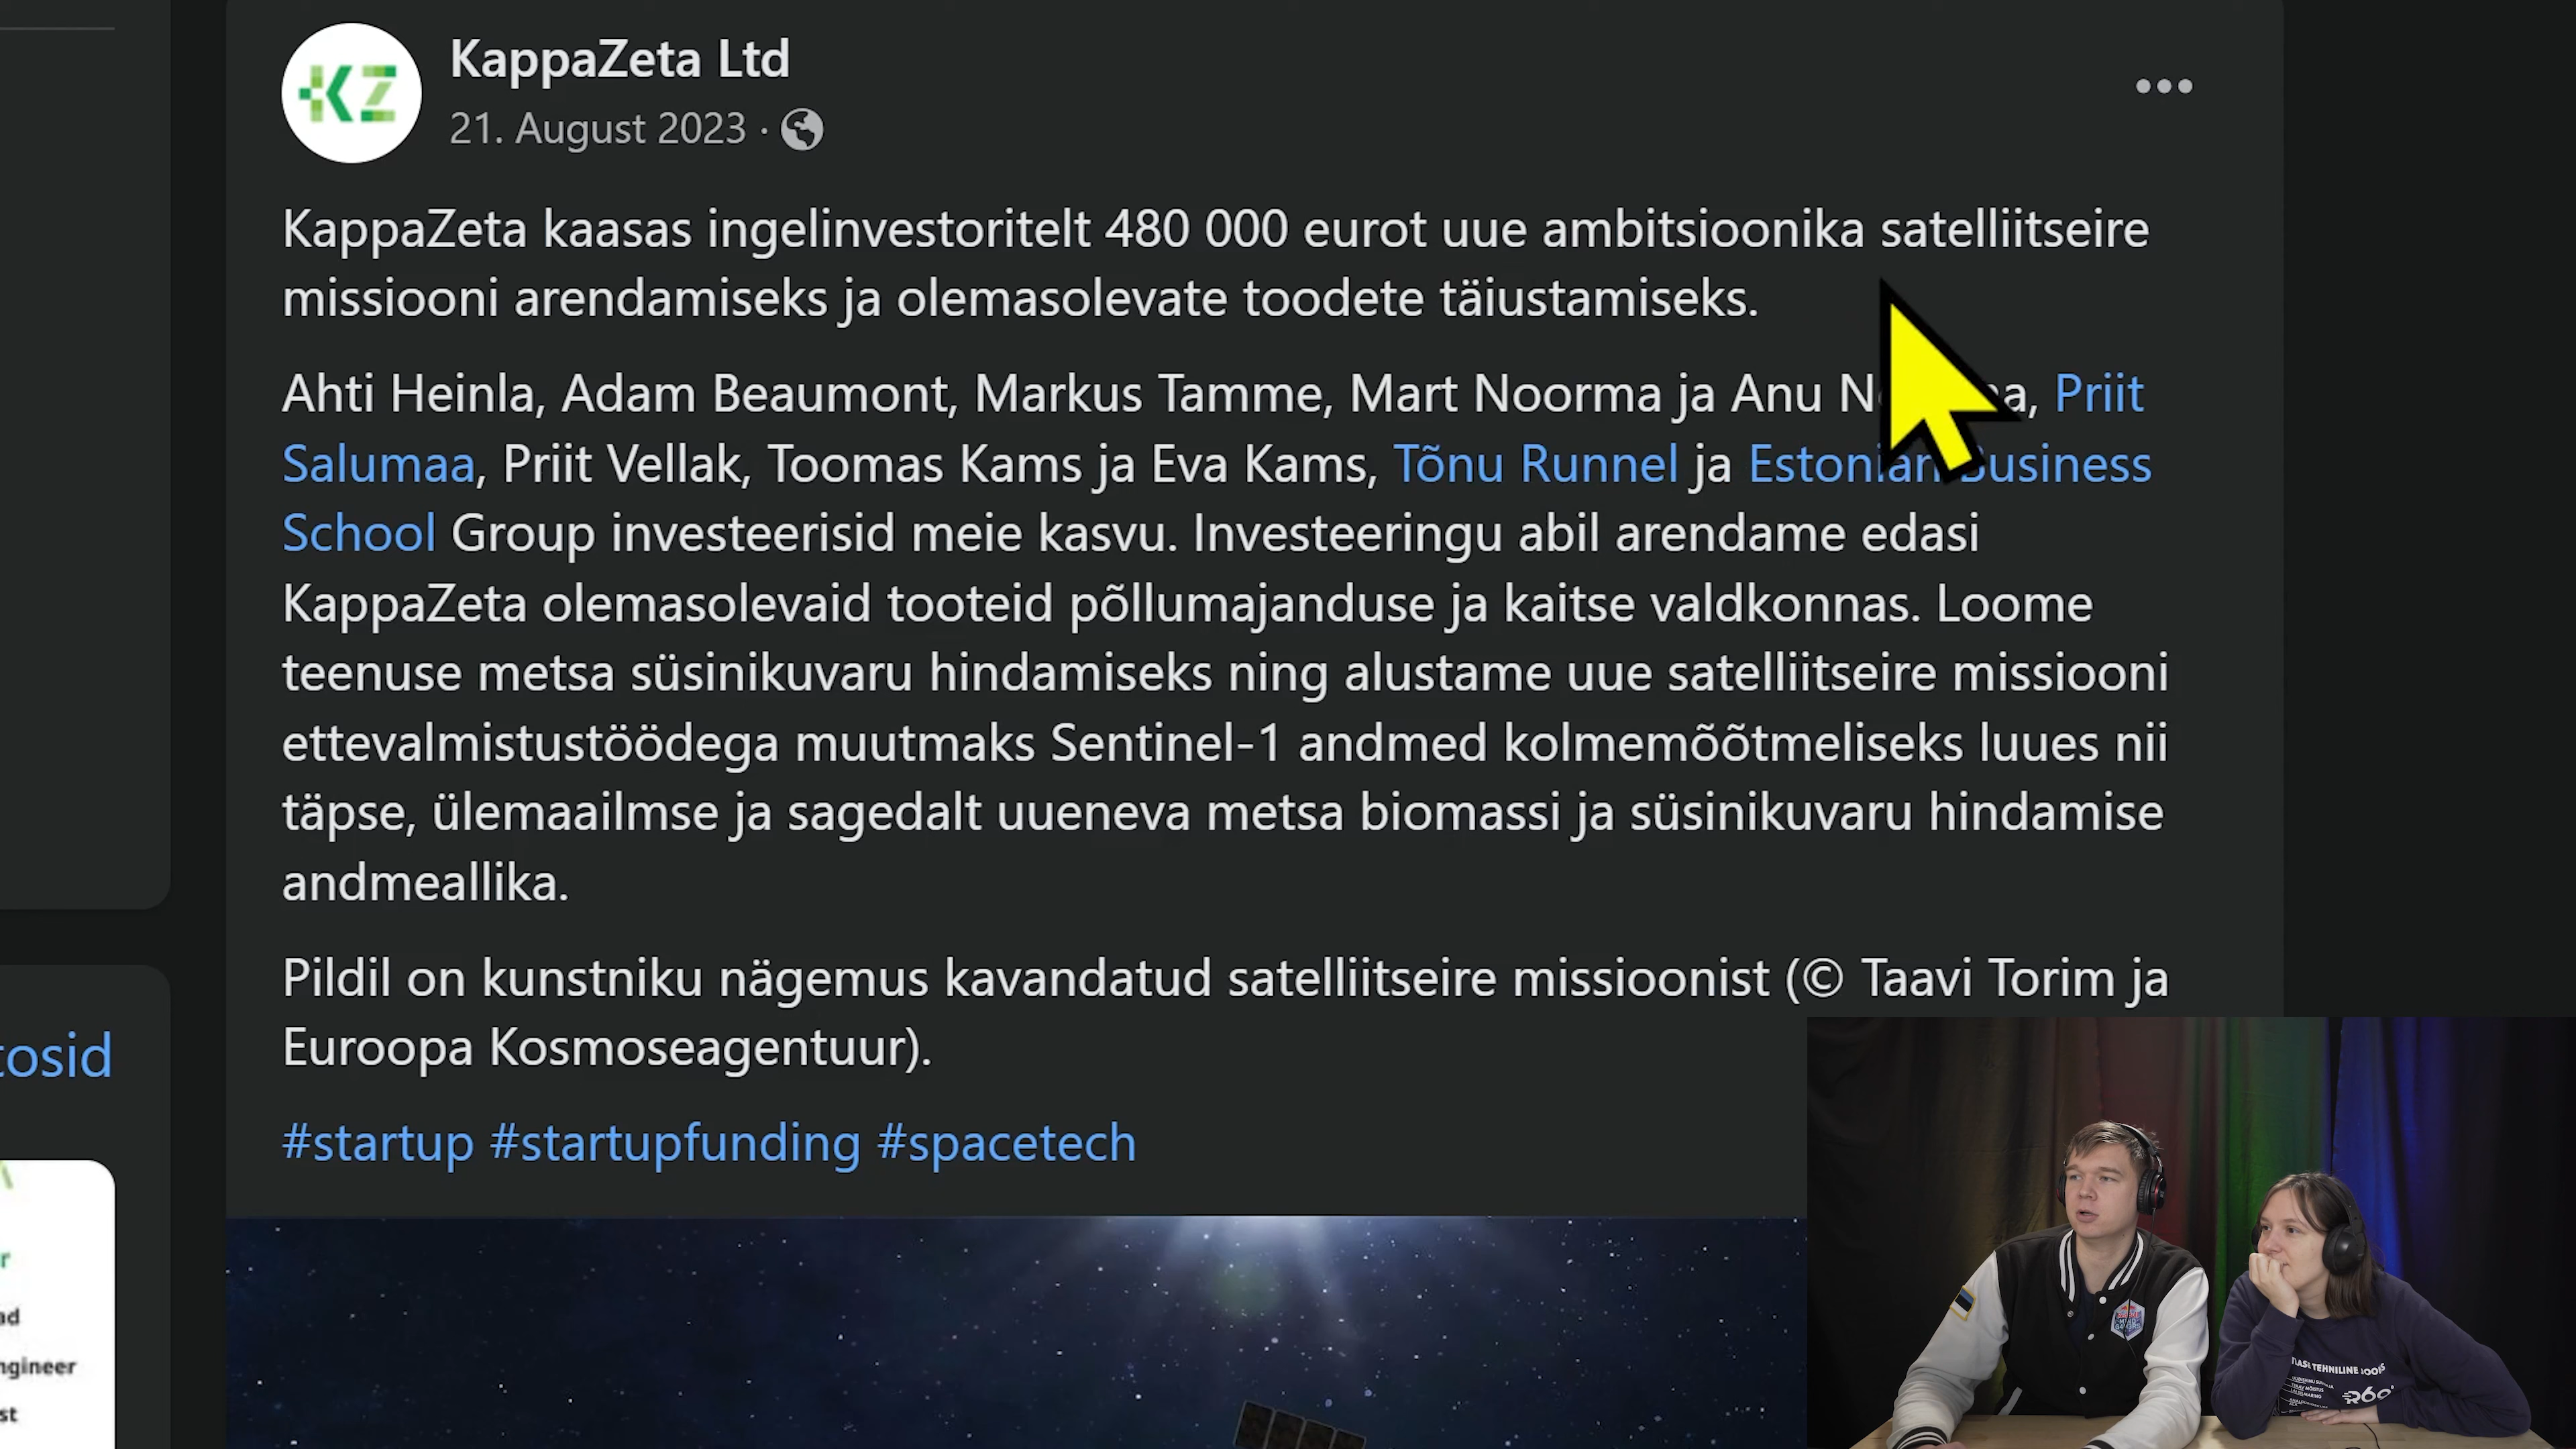 KZ
KappaZeta Ltd
21. August 2023 ·
KappaZeta kaasas ingelinvestoritelt 480 000 eurot uue ambitsioonika satelliitseire
missiooni arendamiseks ja olemasolevate toodete täiustamiseks.
Ahti Heinla, Adam Beaumont, Markus Tamme, Mart Noorma ja Anu Priit
Salumaa, Priit Vellak, Toomas Kams ja Eva Kams, Tõnu Runnel ja Estonian Business
School Group investeerisid meie kasvu. Investeeringu abil arendame edasi
KappaZeta olemasolevaid tooteid põllumajanduse ja kaitse valdkonnas. Loome
teenuse metsa süsinikuvaru hindamiseks ning alustame uue satelliitseire missiooni
ettevalmistustöödega muutmaks Sentinel-1 andmed kolmemõõtmeliseks luues nii
täpse, ülemaailmse ja sagedalt uueneva metsa biomassi ja süsinikuvaru hindamise
andmeallika.
Pildil on kunstniku nägemus kavandatud satelliitseire missioonist (© Taavi Torim ja
Euroopa Kosmoseagentuur).
#startup #startupfunding #spacetech
tosid
r
ad
ngineer
st
TEHNILINE
R60°